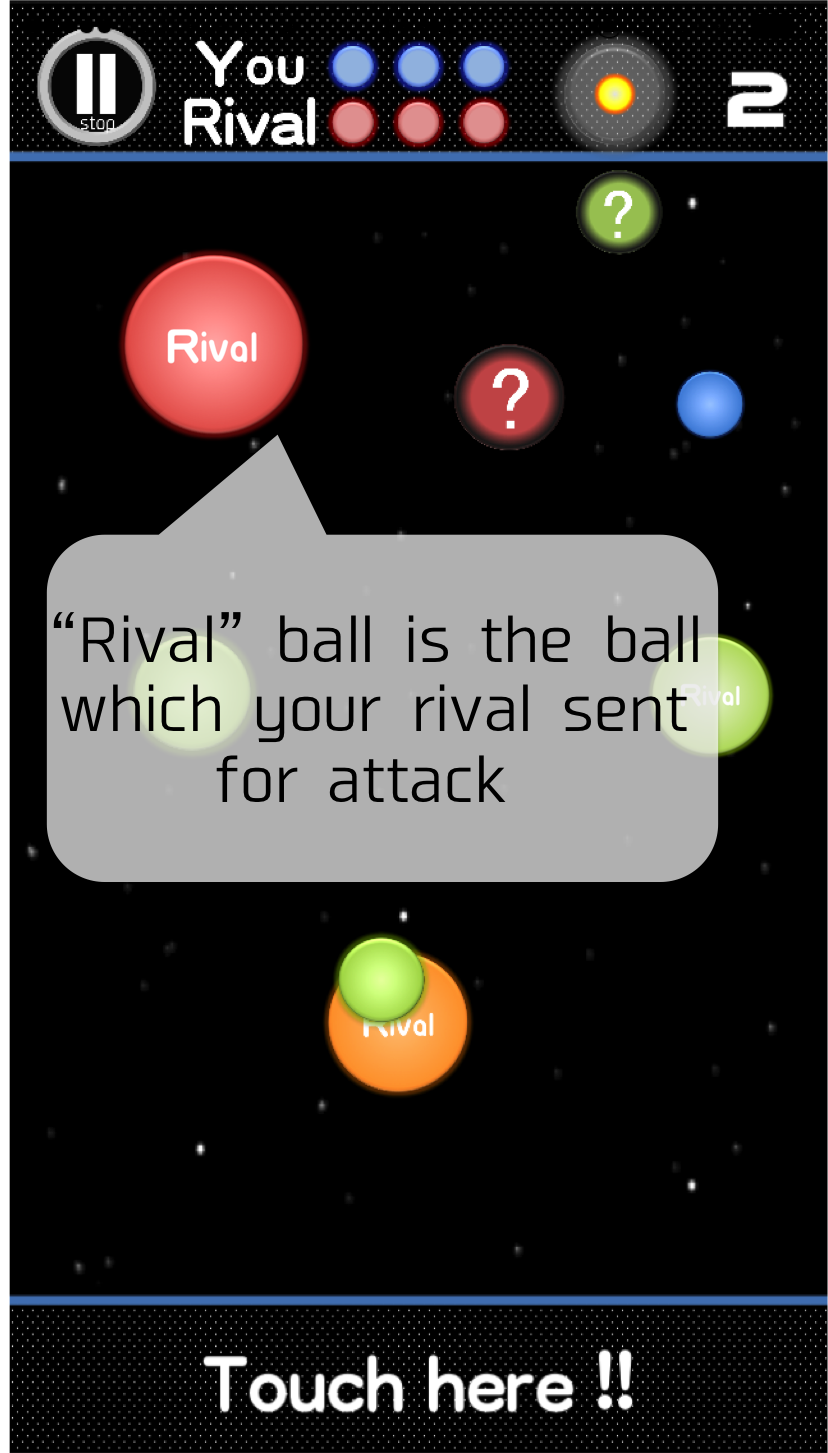 You
stop
Rival
2
?
Rival
?
“Rival” ball is the ball
which your rival sent
for attack
Rival
Rival
Touch here !!